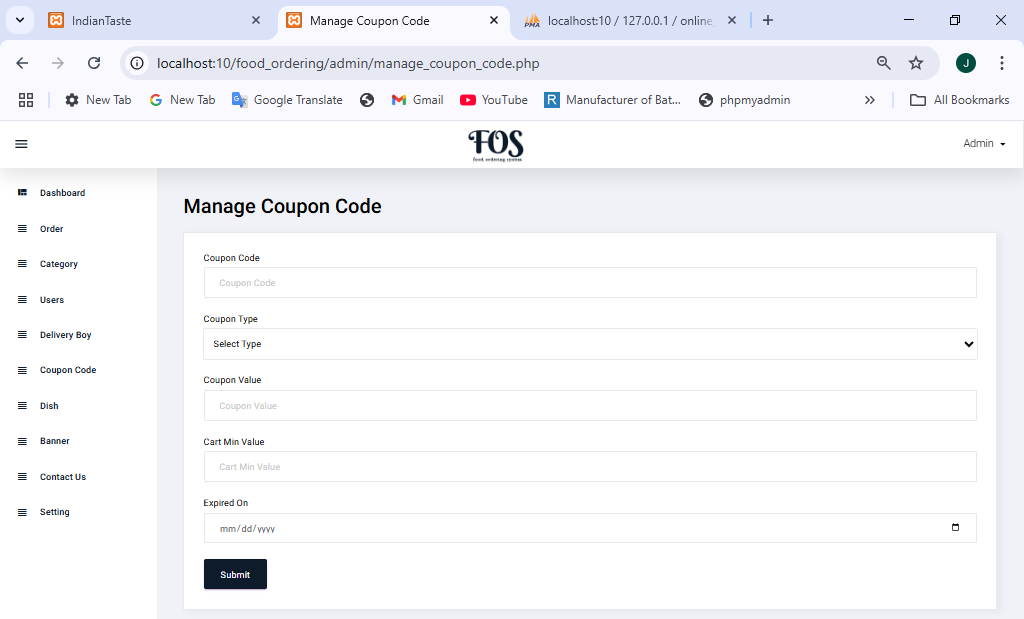 IndianTaste
Manage Coupon Code
localhost:10 / 127.0.0.1 / online_
localhost:10/food_ordering/admin/manage_coupon_code.php
J
New Tab
New Tab
Google Translate
Gmail
YouTube
R Manufacturer of Bat...
phpmyadmin
All Bookmarks
FOS
food ordering system
Admin
Dashboard
Order
Category
Users
Delivery Boy
Coupon Code
Dish
Banner
Contact Us
Setting
Manage Coupon Code
Coupon Code
Coupon Code
Coupon Type
Select Type
Coupon Value
Coupon Value
Cart Min Value
Cart Min Value
Expired On
mm/dd/yyyy
Submit